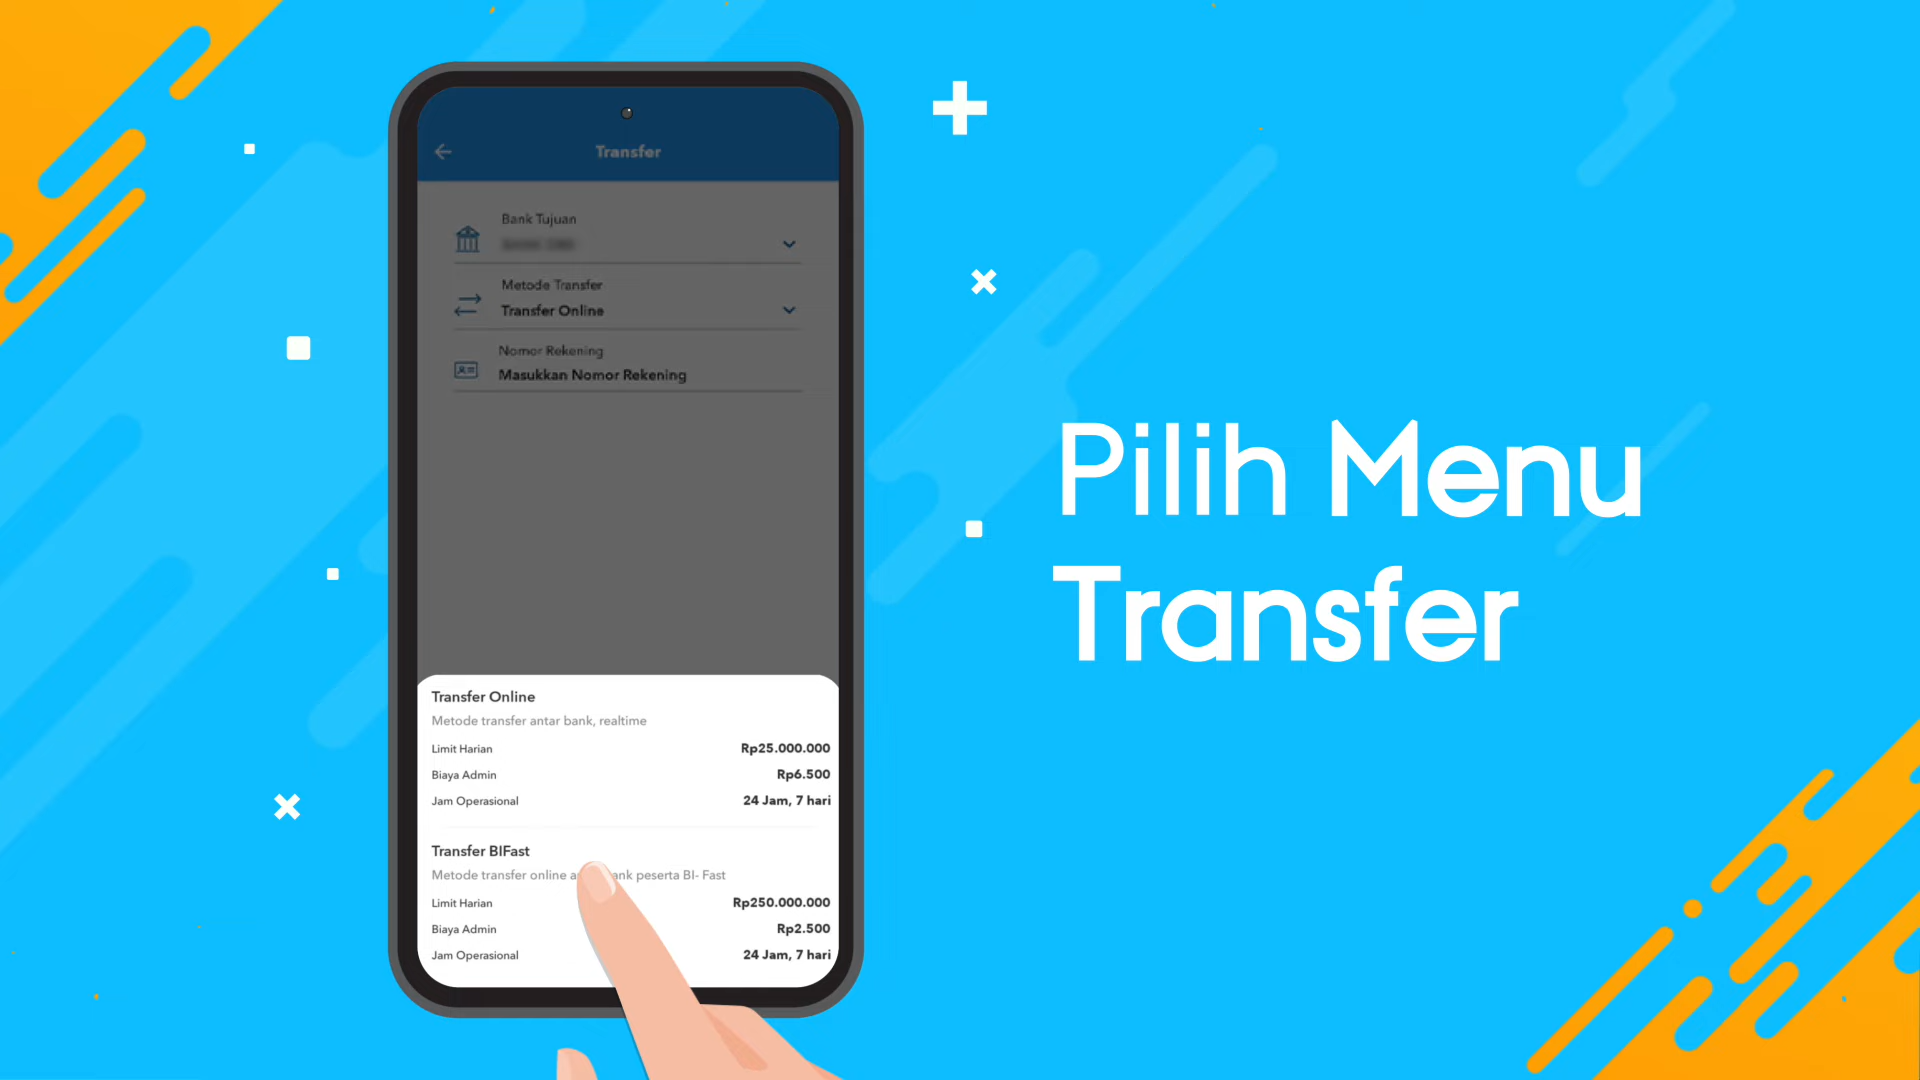 Transfer
Bank Tujuan
Metode Transfer
Transfer Online
Nomor Rekening
Masukkan Nomor Rekening
Transfer Online
Metode transfer antar bank, realtime
Limit Harian Rp25.000.000
Biaya Admin Rp6.500
Jam Operasional 24 Jam, 7 hari
Transfer BIFast
Metode transfer online peserta BI- Fast
Limit Harian Rp250.000.000
Biaya Admin Rp2.500
Jam Operasional 24 Jam, 7 hari
Pilih Menu
Transfer